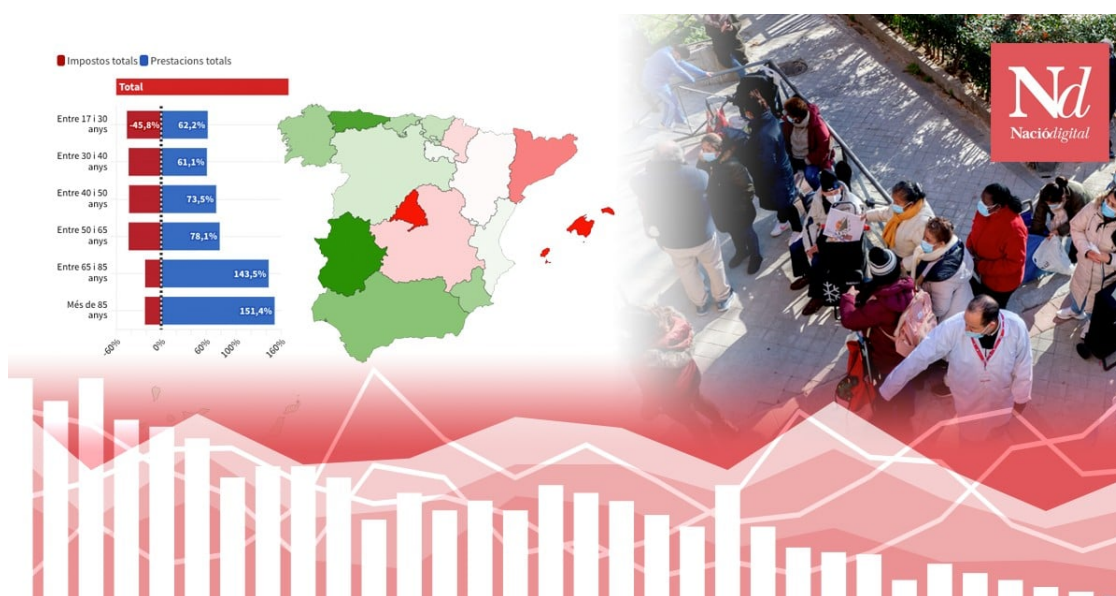 Impostos totals Prestacions totals
Total
Entre 17 i 30
anys
-45,8%
62,2%
Entre 30 i 40
anys
61,1%
Entre 40 i 50
anys
73,5%
Entre 50 i 65
anys
78,1%
Entre 65 i 85
anys
143,5%
Més de 85
anys
151,4%
-60%
0%
60%
100%
160%
Nd
Naciódigital